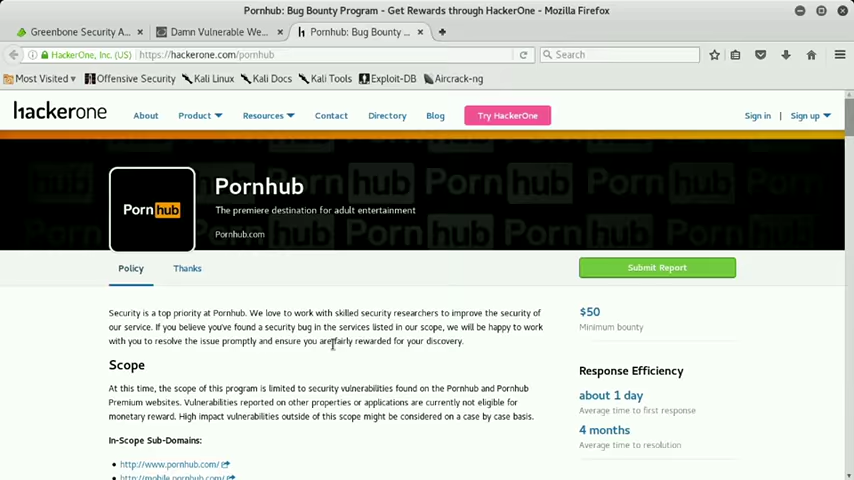 Pornhub: Bug Bounty Program - Get Rewards through HackerOne - Mozilla Firefox
Greenbone Security A... × Damn Vulnerable We... × Pornhub: Bug Bounty ... ×
HackerOne, Inc. (US) https://hackerone.com/pornhub Search
Most Visited Offensive Security Kali Linux Kali Docs Kali Tools Exploit-DB Aircrack-ng
hackerone About Product Resources Contact Directory Blog Try HackerOne Sign in | Sign up
Pornhub
The premiere destination for adult entertainment
Porn hub
Pornhub.com
Policy Thanks Submit Report
Security is a top priority at Pornhub. We love to work with skilled security researchers to improve the security of
our service. If you believe you've found a security bug in the services listed in our scope, we will be happy to work
with you to resolve the issue promptly and ensure you are fairly rewarded for your discovery.
$50
Minimum bounty
Scope
At this time, the scope of this program is limited to security vulnerabilities found on the Pornhub and Pornhub
Premium websites. Vulnerabilities reported on other properties or applications are currently not eligible for
monetary reward. High impact vulnerabilities outside of this scope might be considered on a case by case basis.
Response Efficiency
about 1 day
Average time to first response
4 months
Average time to resolution
In-Scope Sub-Domains:
• http://www.pornhub.com/
• http://mobile.pornhub.com/